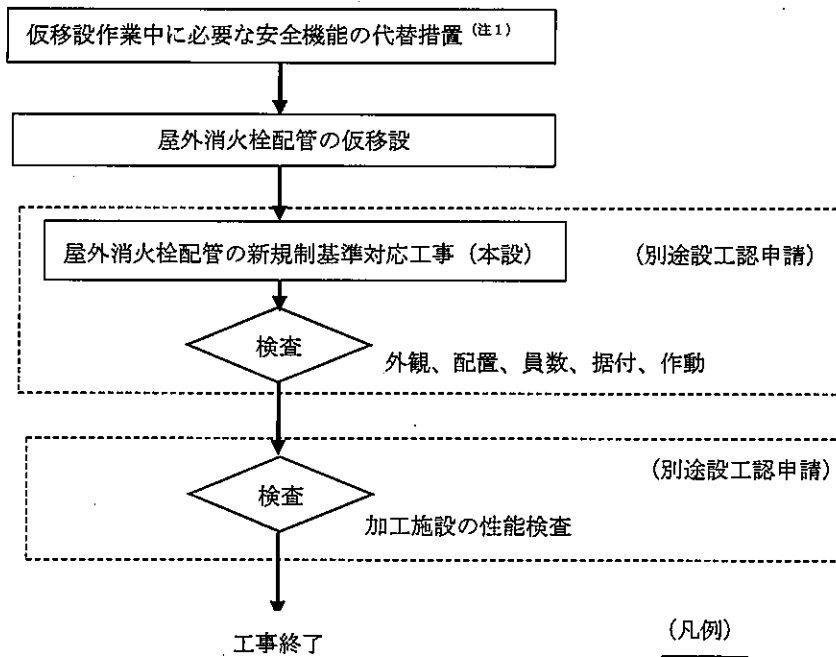 仮移設作業中に必要な安全機能の代替措置(注1)
屋外消火栓配管の仮移設
屋外消火栓配管の新規制基準対応工事（本設）
（別途設工認申請）
検査
外観、配置、員数、据付、作動
（別途設工認申請）
検査
加工施設の性能検査
工事終了
（凡例）